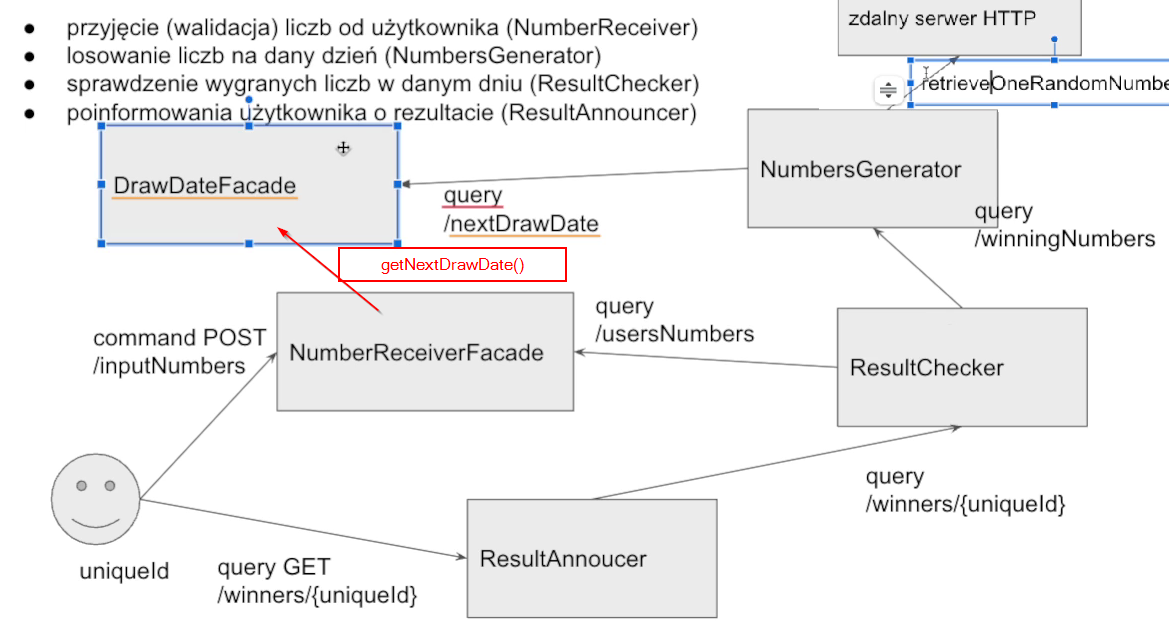 przyjęcie (walidacja) liczb od użytkownika (NumberReceiver)
losowanie liczb na dany dzień (NumbersGenerator)
sprawdzenie wygranych liczb w danym dniu (ResultChecker)
poinformowania użytkownika o rezultacie (ResultAnnouncer)
zdalny serwer HTTP
retrieveOneRandomNumbe
DrawDateFacade
query
/nextDrawDate
NumbersGenerator
query
/winningNumbers
getNextDrawDate()
command POST
/inputNumbers
NumberReceiverFacade
query
/usersNumbers
ResultChecker
query
/winners/{uniqueId}
uniqueId
query GET
/winners/{uniqueId}
ResultAnnoucer